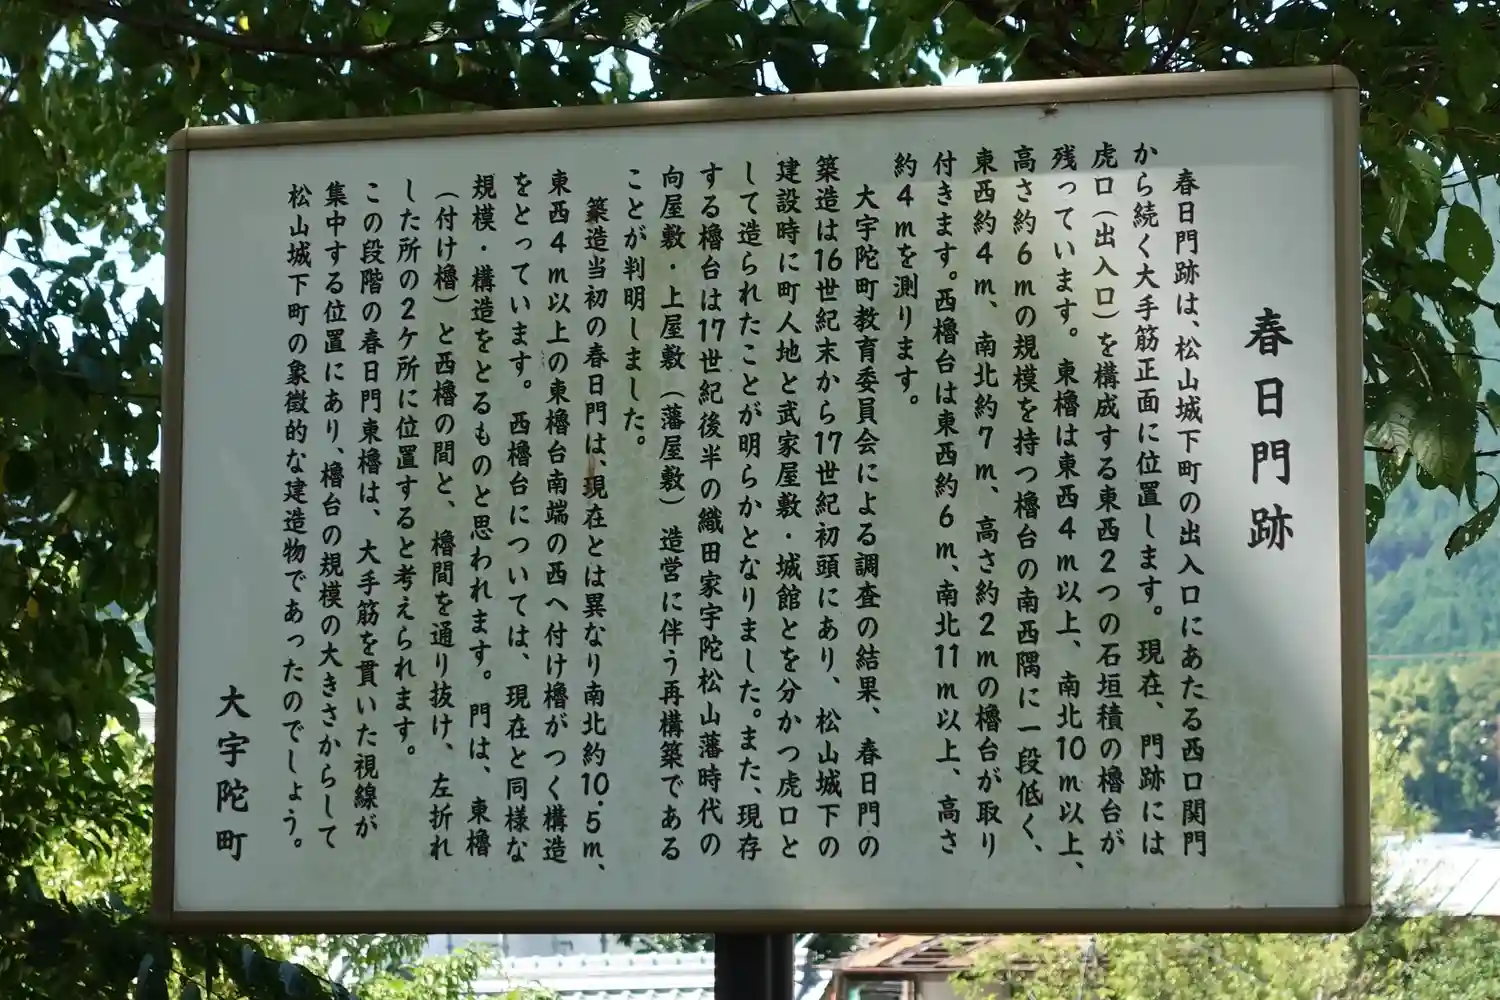 春日門跡
春日門跡は、松山城下町の出入口にあたる西口関門
から続く大手筋正面に位置します。現在、門跡には
虎口（出入口）を構成する東西2つの石垣積の櫓台が
残っています。東櫓は東西4m以上、南北10m以上、
高さ約6mの規模を持つ櫓台の南西隅に一段低く、
東西約4m、南北約7m、高さ約2mの櫓台が取り
付きます。西櫓台は東西約6m、南北11m以上、高さ
約4mを測ります。
大宇陀町教育委員会による調査の結果、春日門の
築造は16世紀末から17世紀初頭にあり、松山城下の
建設時に町人地と武家屋敷・城館とを分かつ虎口と
して造られたことが明らかとなりました。また、現存
する櫓台は17世紀後半の織田家宇陀松山藩時代の
向屋敷・上屋敷（藩屋敷）造営に伴う再構築である
ことが判明しました。
築造当初の春日門は、現在とは異なり南北約10.5m、
東西4m以上の東櫓台南端の西へ付け櫓がつく構造
をとっています。西櫓台については、現在と同様な
規模・構造をとるものと思われます。門は、東櫓
（付け櫓）と西櫓の間と、櫓間を通り抜け、左折れ
した所の2ケ所に位置すると考えられます。
この段階の春日門東櫓は、大手筋を貫いた視線が
集中する位置にあり、櫓台の規模の大きさからして
松山城下町の象徴的な建造物であったのでしょう。
大宇陀町